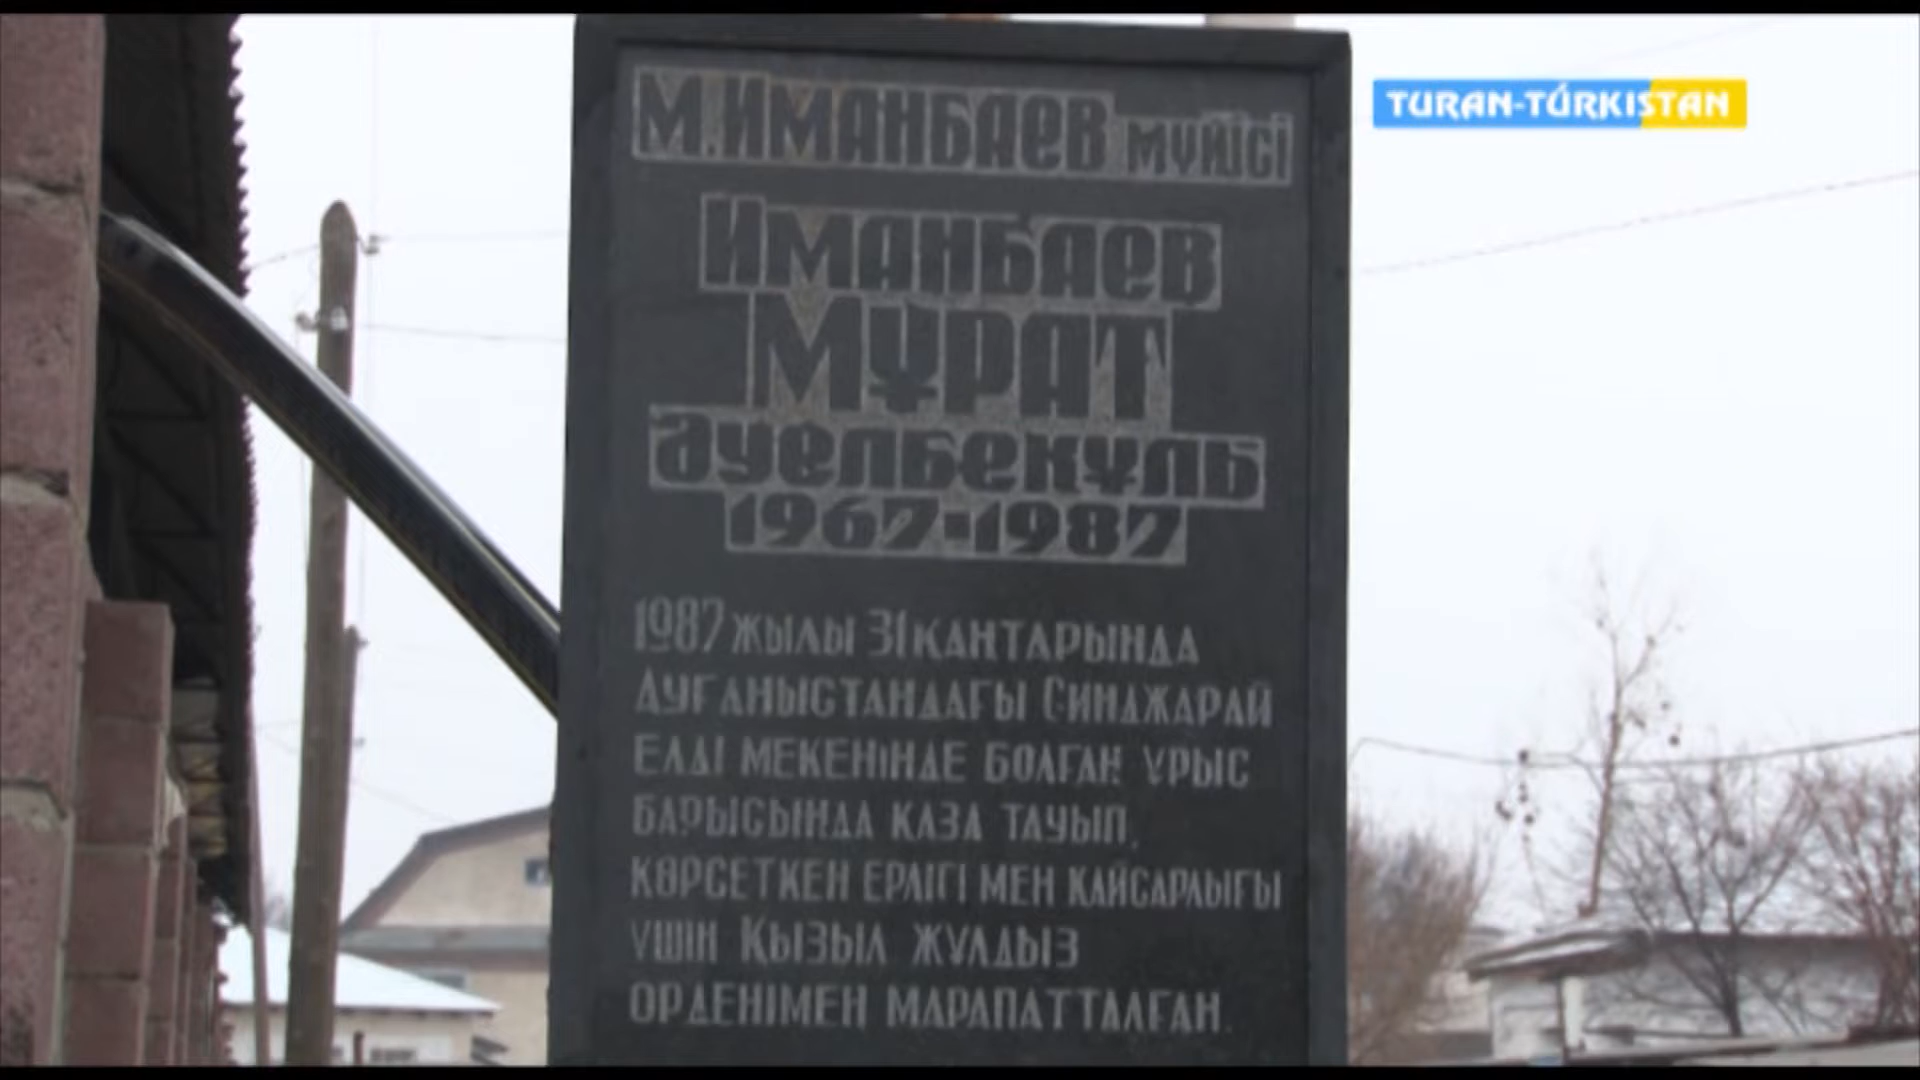 TURAN-TÚRKISTAN
М.ИМАНБАЕВ МҮЙІСІ
ИМАНБАЕВ
МҰРАТ
ӘУЕЛБЕКҰЛЫ
1967-1987
1987 ЖЫЛЫ 31 ҚАҢТАРЫНДА
АУҒАНЫСТАНДАҒЫ СИНДЖАРАЙ
ЕЛДІ МЕКЕНІНДЕ БОЛҒАН ҰРЫС
БАРЫСЫНДА ҚАЗА ТАУЫП,
КӨРСЕТКЕН ЕРЛІГІ МЕН ҚАЙСАРЛЫҒЫ
ҮШІН ҚЫЗЫЛ ЖҰЛДЫЗ
ОРДЕНІМЕН МАРАПАТТАЛҒАН.